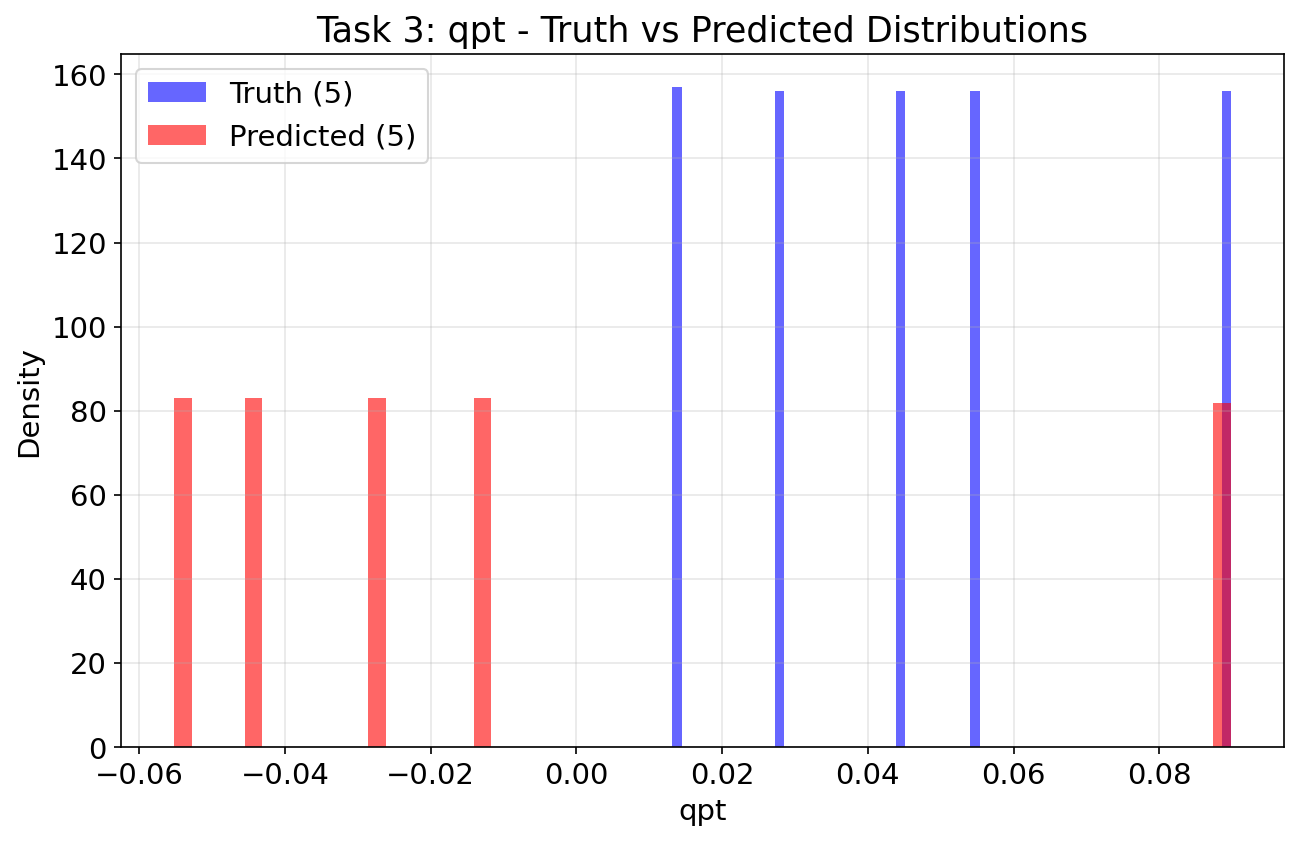 Task 3: qpt - Truth vs Predicted Distributions
Truth (5)
Predicted (5)
Density
160
140
120
100
80
60
40
20
0
−0.06 −0.04 −0.02 0.00 0.02 0.04 0.06 0.08
qpt